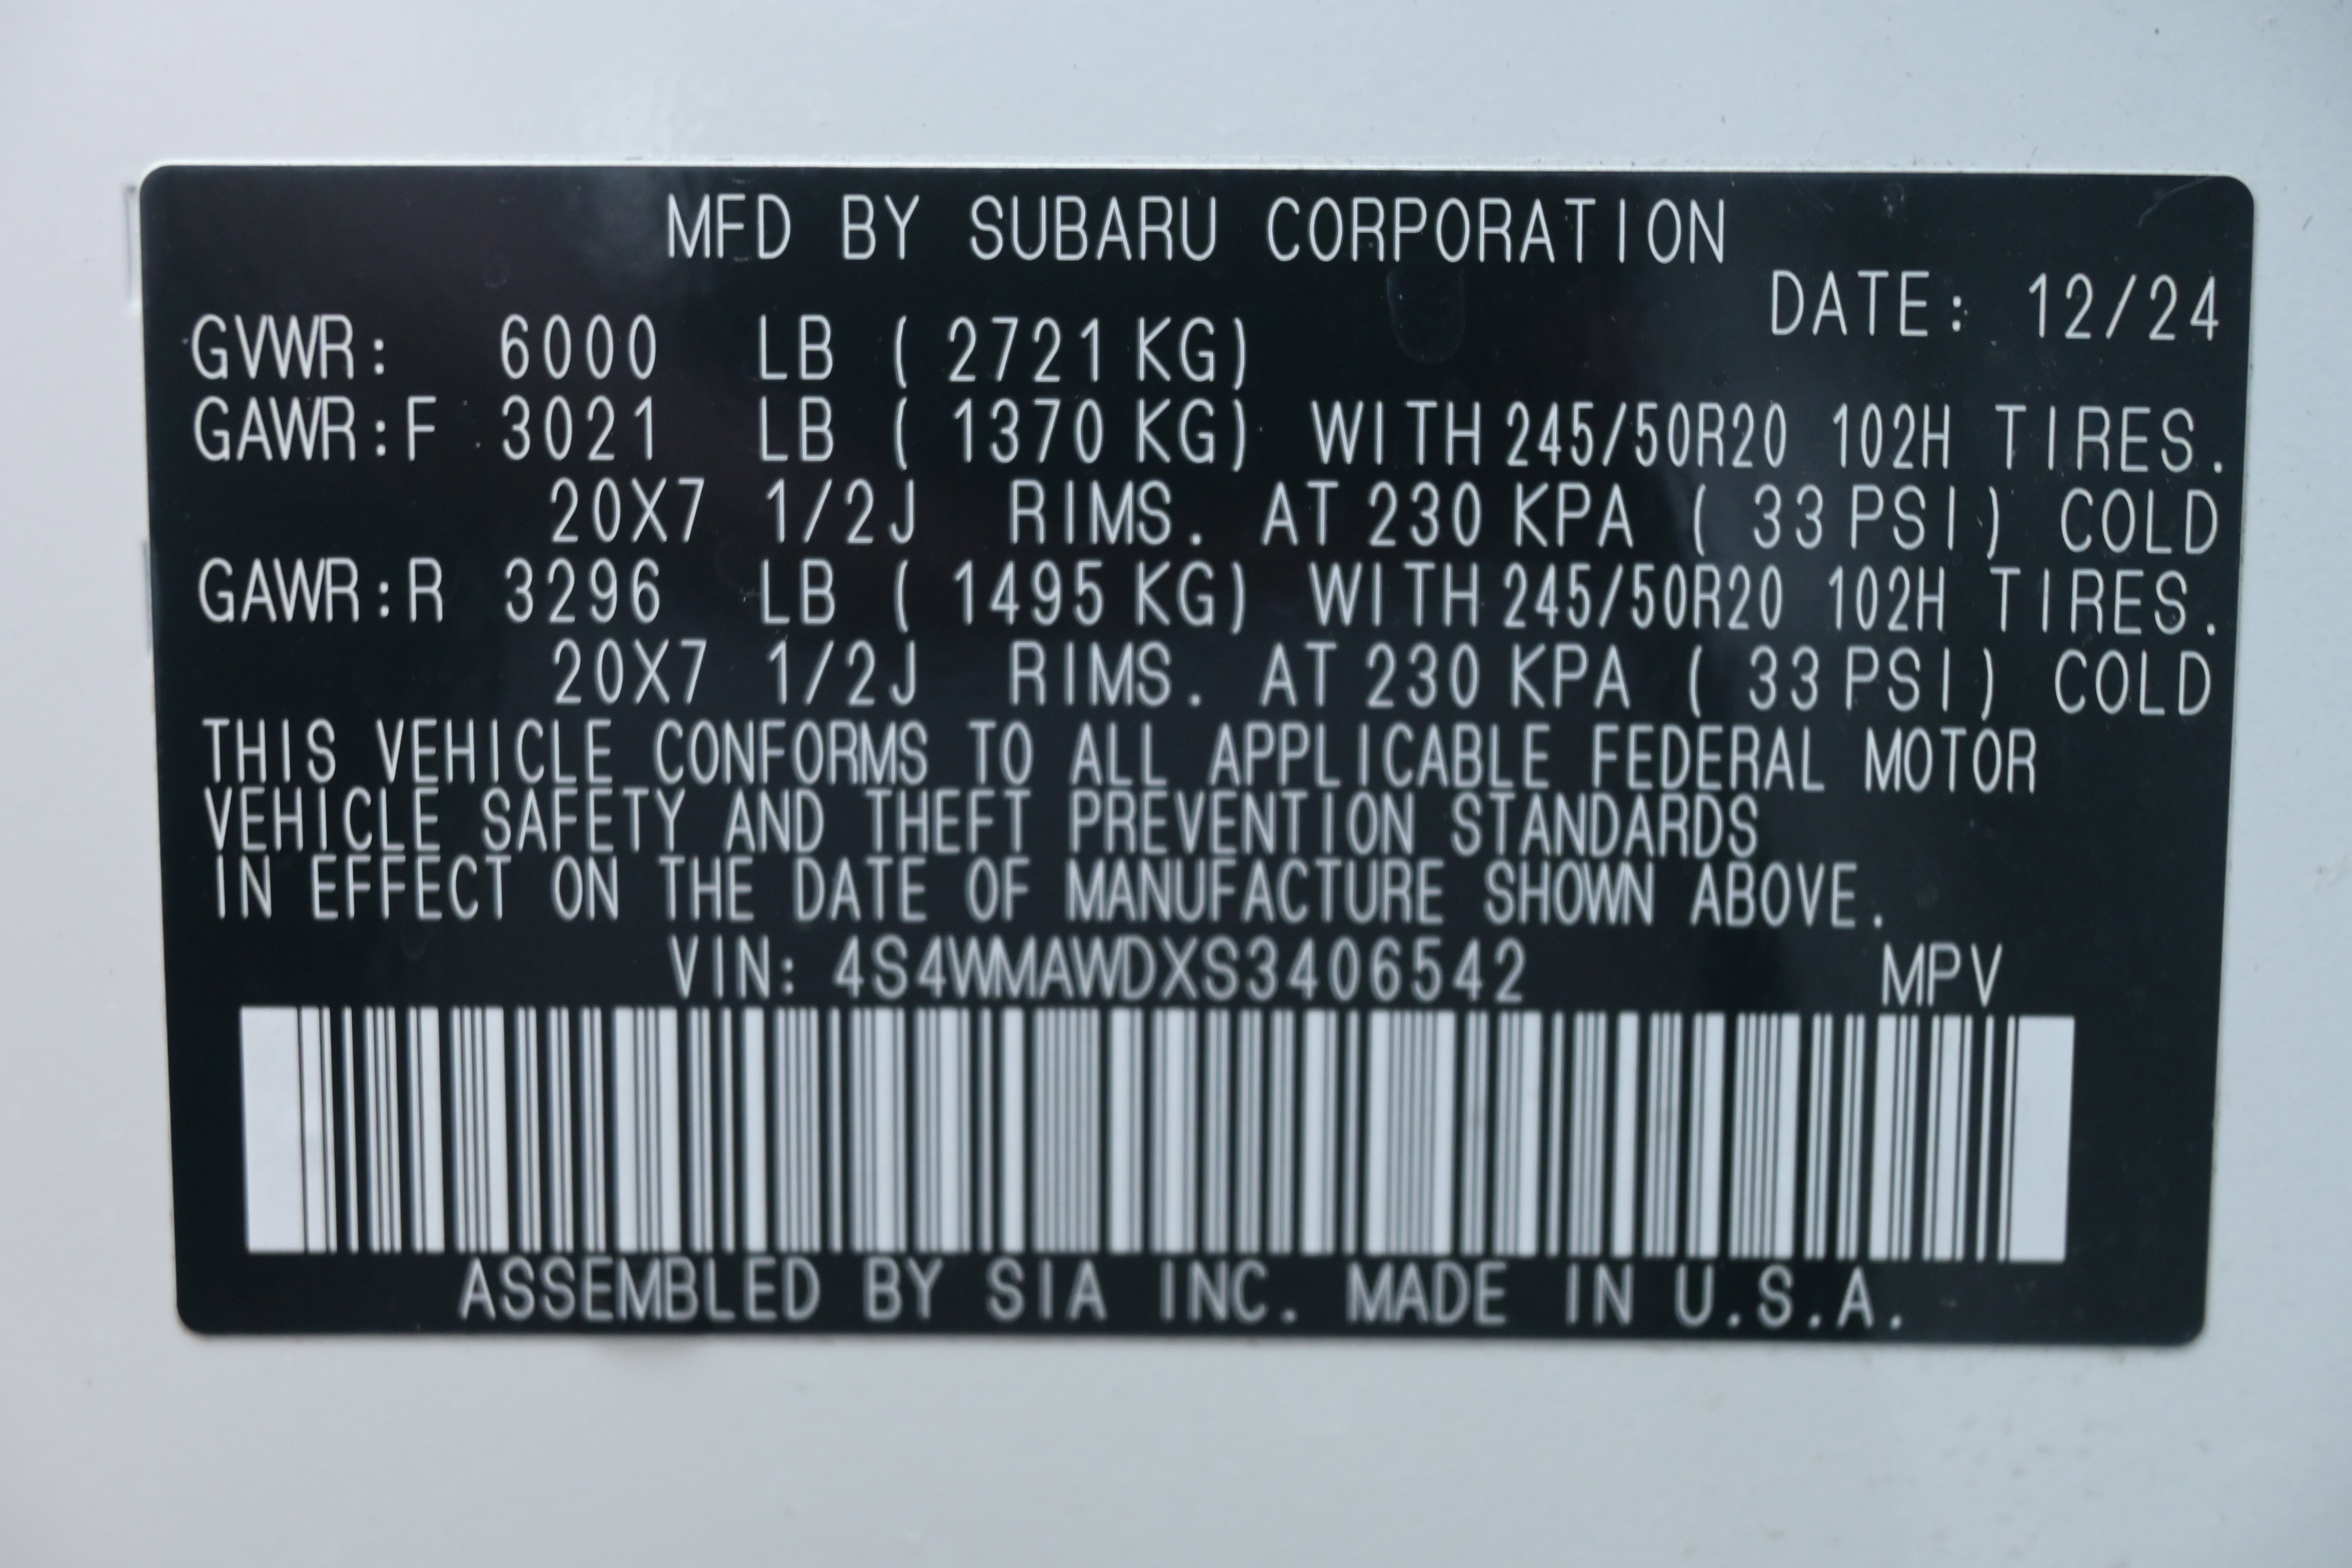 MFD BY SUBARU CORPORATION
DATE: 12/24
GVWR: 6000 LB ( 2721 KG)
GAWR:F 3021 LB ( 1370 KG) WITH 245/50R20 102H TIRES.
20X7 1/2J RIMS. AT 230 KPA ( 33 PSI) COLD
GAWR:R 3296 LB ( 1495 KG) WITH 245/50R20 102H TIRES.
20X7 1/2J RIMS. AT 230 KPA ( 33 PSI) COLD
THIS VEHICLE CONFORMS TO ALL APPLICABLE FEDERAL MOTOR
VEHICLE SAFETY AND THEFT PREVENTION STANDARDS
IN EFFECT ON THE DATE OF MANUFACTURE SHOWN ABOVE.
VIN: 4S4WMAWDXS3406542 MPV
ASSEMBLED BY SIA INC. MADE IN U.S.A.